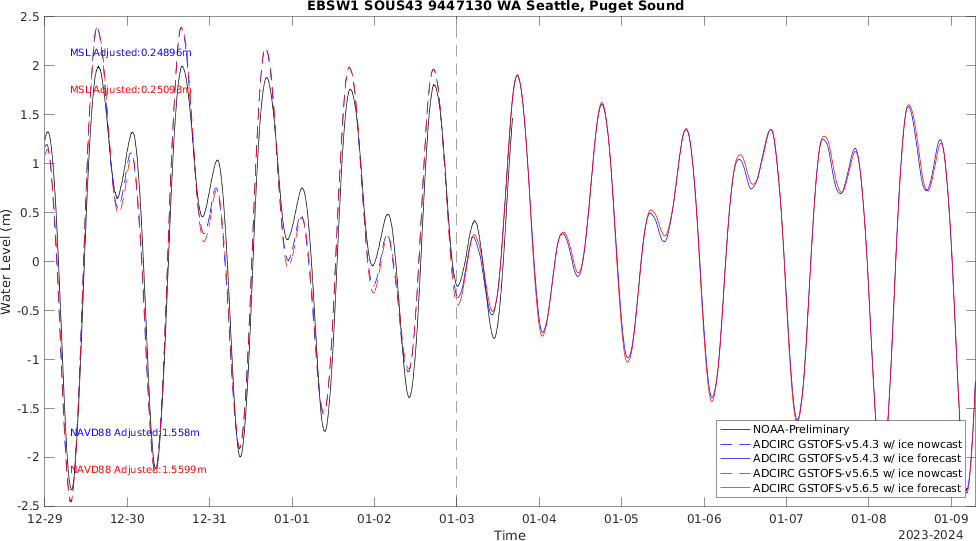 EBSW1 SOUS43 9447130 WA Seattle, Puget Sound
2.5
2
1.5
1
0.5
0
-0.5
-1
-1.5
-2
-2.5
Water Level (m)
MSL Adjusted:0.24896m
MSL Adjusted:0.25093m
NAVD88 Adjusted:1.558m
NAVD88 Adjusted:1.5599m
NOAA-Preliminary
ADCIRC GSTOFS-v5.4.3 w/ ice nowcast
ADCIRC GSTOFS-v5.4.3 w/ ice forecast
ADCIRC GSTOFS-v5.6.5 w/ ice nowcast
ADCIRC GSTOFS-v5.6.5 w/ ice forecast
12-29 12-30 12-31 01-01 01-02 01-03 01-04 01-05 01-06 01-07 01-08 01-09
Time
2023-2024